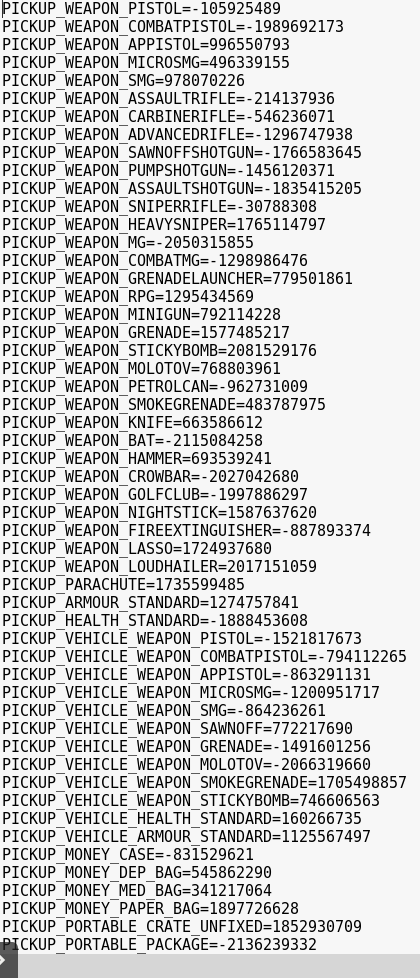 PICKUP_WEAPON_PISTOL=-105925489
PICKUP_WEAPON_COMBATPISTOL=-1989692173
PICKUP_WEAPON_APPISTOL=996550793
PICKUP_WEAPON_MICROSMG=496339155
PICKUP_WEAPON_SMG=978070226
PICKUP_WEAPON_ASSAULTRIFLE=-214137936
PICKUP_WEAPON_CARBINERIFLE=-546236071
PICKUP_WEAPON_ADVANCEDRIFLE=-1296747938
PICKUP_WEAPON_SAWNOFFSHOTGUN=-1766583645
PICKUP_WEAPON_PUMPSHOTGUN=-1456120371
PICKUP_WEAPON_ASSAULTSHOTGUN=-1835415205
PICKUP_WEAPON_SNIPERRIFLE=-30788308
PICKUP_WEAPON_HEAVYSNIPER=1765114797
PICKUP_WEAPON_MG=-2050315855
PICKUP_WEAPON_COMBATMG=-1298986476
PICKUP_WEAPON_GRENADELAUNCHER=779501861
PICKUP_WEAPON_RPG=1295434569
PICKUP_WEAPON_MINIGUN=792114228
PICKUP_WEAPON_GRENADE=1577485217
PICKUP_WEAPON_STICKYBOMB=2081529176
PICKUP_WEAPON_MOLOTOV=768803961
PICKUP_WEAPON_PETROLCAN=-962731009
PICKUP_WEAPON_SMOKEGRENADE=483787975
PICKUP_WEAPON_KNIFE=663586612
PICKUP_WEAPON_BAT=-2115084258
PICKUP_WEAPON_HAMMER=693539241
PICKUP_WEAPON_CROWBAR=-2027042680
PICKUP_WEAPON_GOLFCLUB=-1997886297
PICKUP_WEAPON_NIGHTSTICK=1587637620
PICKUP_WEAPON_FIREEXTINGUISHER=-887893374
PICKUP_WEAPON_LASSO=1724937680
PICKUP_WEAPON_LOUDHAILER=2017151059
PICKUP_PARACHUTE=1735599485
PICKUP_ARMOUR_STANDARD=1274757841
PICKUP_HEALTH_STANDARD=-1888453608
PICKUP_VEHICLE_WEAPON_PISTOL=-1521817673
PICKUP_VEHICLE_WEAPON_COMBATPISTOL=-794112265
PICKUP_VEHICLE_WEAPON_APPISTOL=-863291131
PICKUP_VEHICLE_WEAPON_MICROSMG=-1200951717
PICKUP_VEHICLE_WEAPON_SMG=-864236261
PICKUP_VEHICLE_WEAPON_SAWNOFF=772217690
PICKUP_VEHICLE_WEAPON_GRENADE=-1491601256
PICKUP_VEHICLE_WEAPON_MOLOTOV=-2066319660
PICKUP_VEHICLE_WEAPON_SMOKEGRENADE=1705498857
PICKUP_VEHICLE_WEAPON_STICKYBOMB=746606563
PICKUP_VEHICLE_HEALTH_STANDARD=160266735
PICKUP_VEHICLE_ARMOUR_STANDARD=1125567497
PICKUP_MONEY_CASE=-831529621
PICKUP_MONEY_DEP_BAG=545862290
PICKUP_MONEY_MED_BAG=341217064
PICKUP_MONEY_PAPER_BAG=1897726628
PICKUP_PORTABLE_CRATE_UNFIXED=1852930709
PICKUP_PORTABLE_PACKAGE=-2136239332